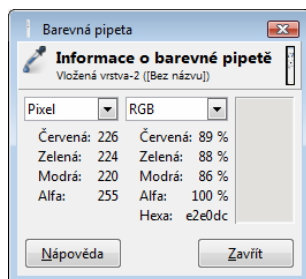 Barevná pipeta
Informace o barevné pipetě
Vložená vrstva-2 ([Bez názvu])
Pixel RGB
Červená: 226 Červená: 89 %
Zelená: 224 Zelená: 88 %
Modrá: 220 Modrá: 86 %
Alfa: 255 Alfa: 100 %
Hexa: e2e0dc
Nápověda Zavřít